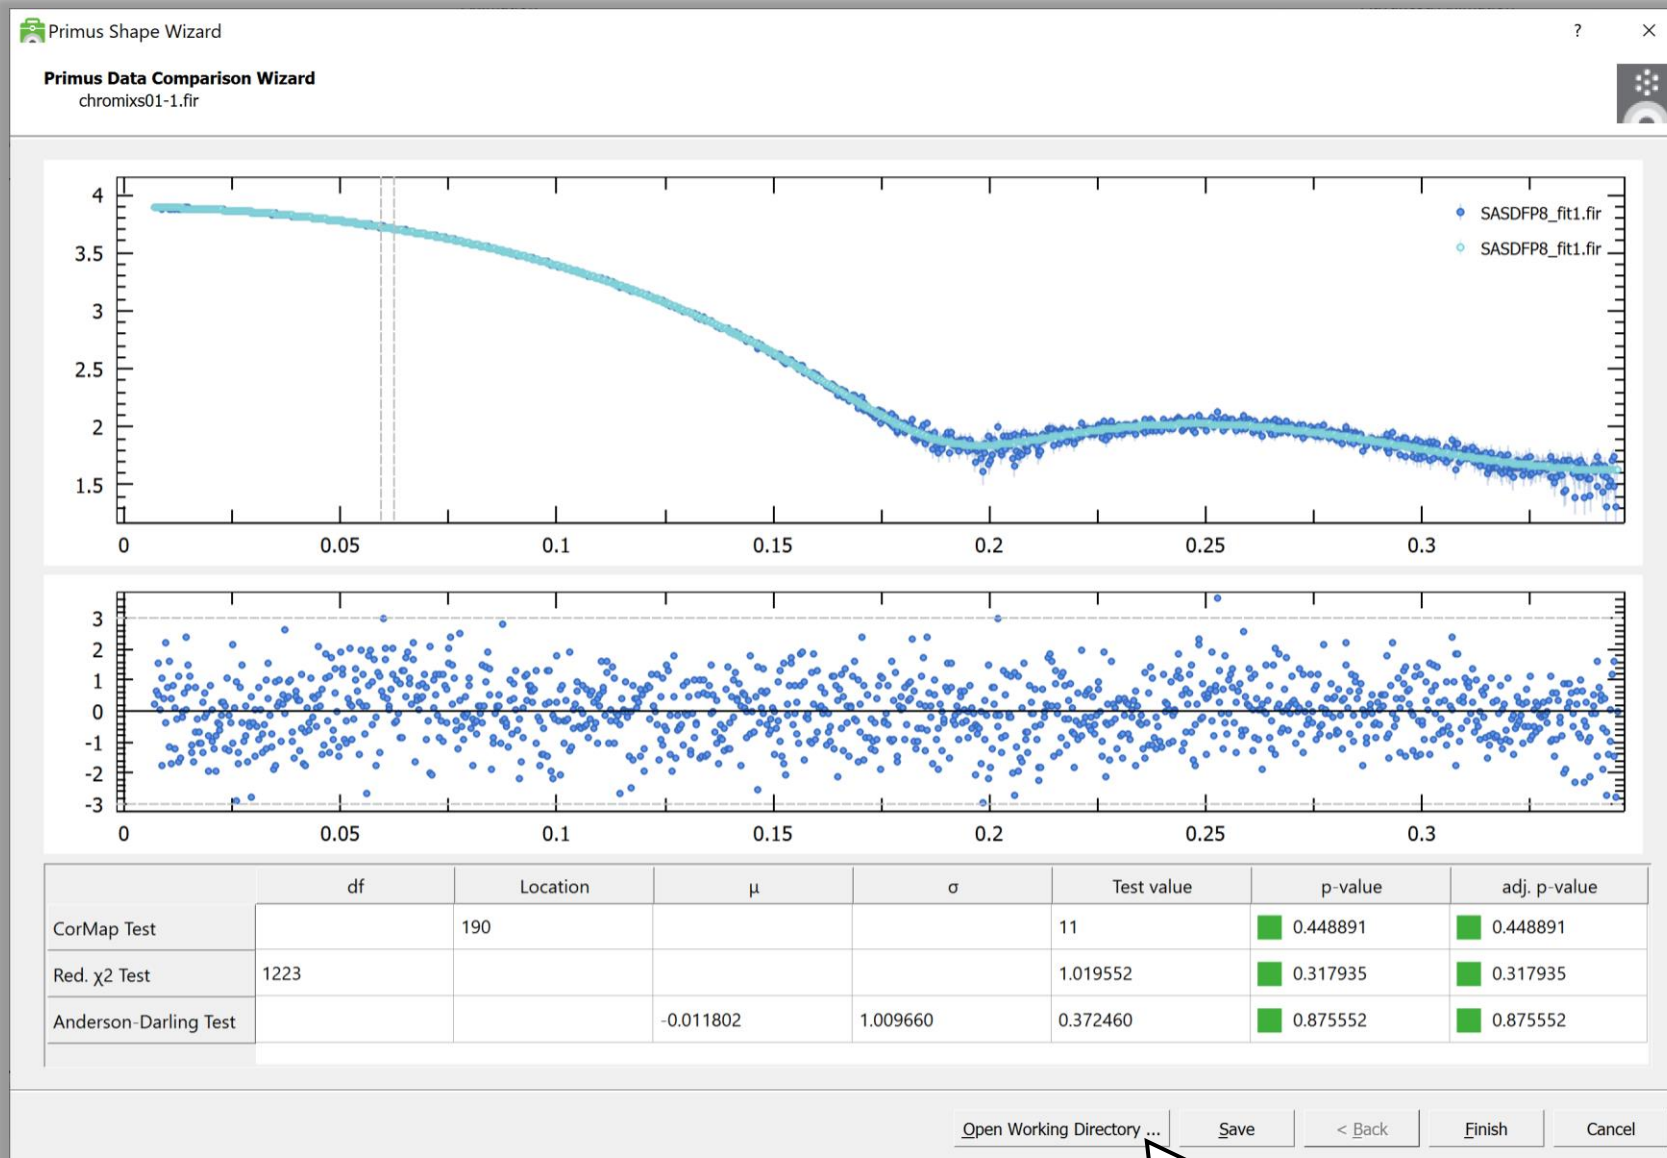 Primus Shape Wizard ? ×
Primus Data Comparison Wizard
chromixs01-1.fir
4
3.5
3
2.5
2
1.5
SASDFP8_fit1.fir
SASDFP8_fit1.fir
0 0.05 0.1 0.15 0.2 0.25 0.3
3
2
1
0
-1
-2
-3
0 0.05 0.1 0.15 0.2 0.25 0.3
df Location μ σ Test value p-value adj. p-value
CorMap Test 190 11 0.448891 0.448891
Red. χ2 Test 1223 1.019552 0.317935 0.317935
Anderson-Darling Test -0.011802 1.009660 0.372460 0.875552 0.875552
Open Working Directory ... Save < Back Finish Cancel